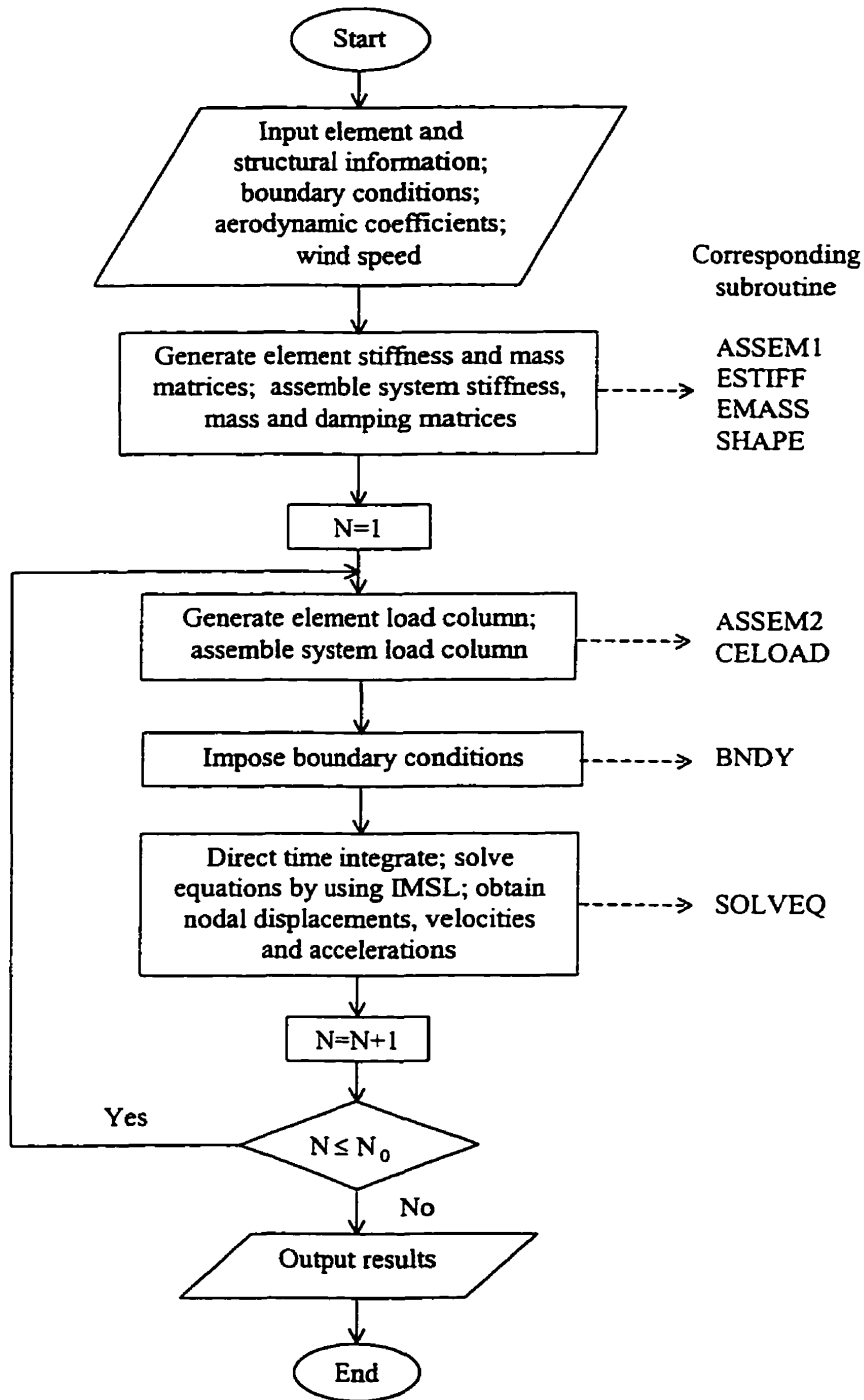 Start
Input element and
structural information;
boundary conditions;
aerodynamic coefficients;
wind speed
Corresponding
subroutine
Generate element stiffness and mass
matrices; assemble system stiffness,
mass and damping matrices
ASSEM1
ESTIFF
EMASS
SHAPE
N=1
Generate element load column;
assemble system load column
ASSEM2
CELOAD
Impose boundary conditions
BNDY
Direct time integrate; solve
equations by using IMSL; obtain
nodal displacements, velocities
and accelerations
SOLVEQ
N=N+1
Yes
N ≤ N₀
No
Output results
End